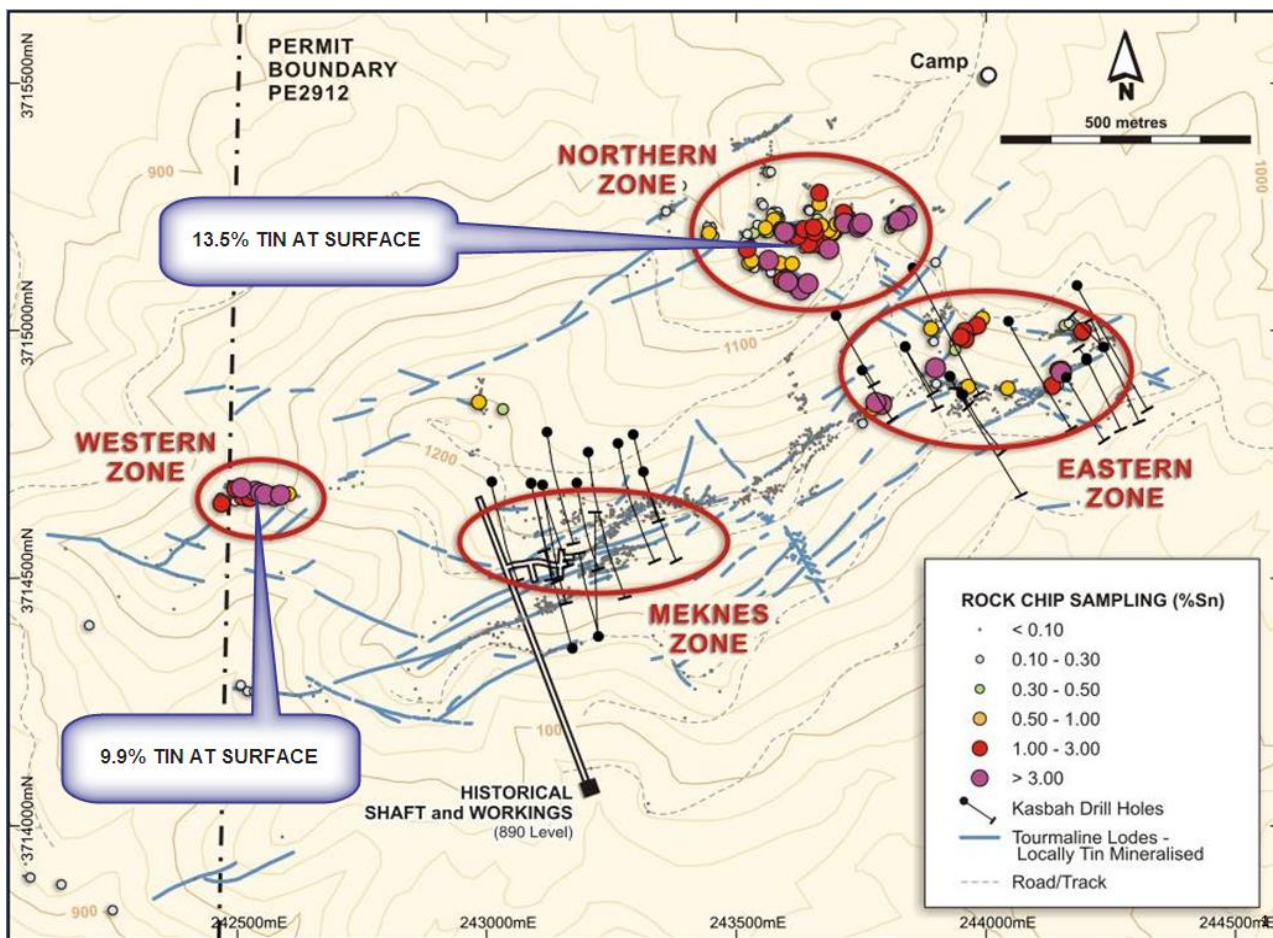 PERMIT
BOUNDARY
PE2912
Camp
N
500 metres
3715500mN
3715000mN
3714500mN
3714000mN
900
1000
NORTHERN
ZONE
13.5% TIN AT SURFACE
1100
WESTERN
ZONE
1200
EASTERN
ZONE
MEKNES
ZONE
9.9% TIN AT SURFACE
HISTORICAL
SHAFT and WORKINGS
(890 Level)
900
ROCK CHIP SAMPLING (%Sn)
< 0.10
0.10 - 0.30
0.30 - 0.50
0.50 - 1.00
1.00 - 3.00
> 3.00
Kasbah Drill Holes
Tourmaline Lodes -
Locally Tin Mineralised
Road/Track
242500mE
243000mE
243500mE
244000mE
244500mE